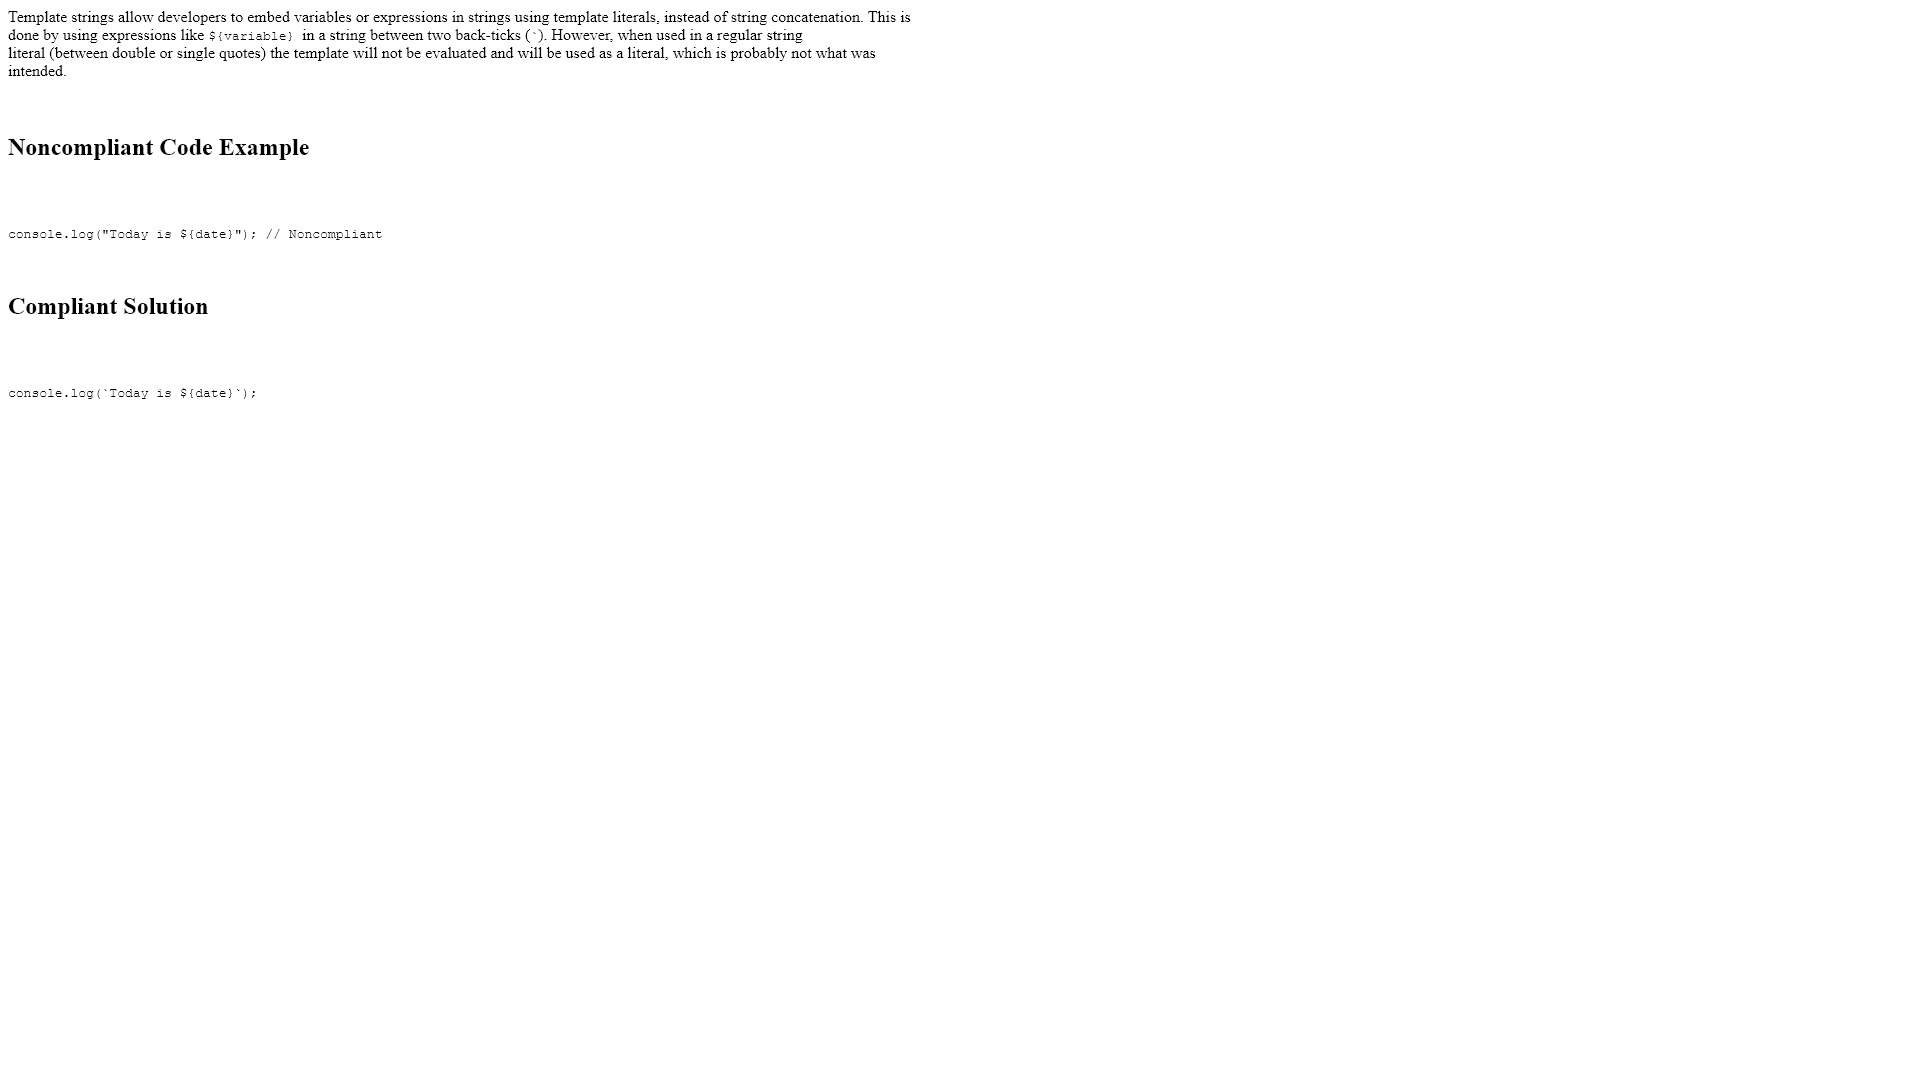 Template strings allow developers to embed variables or expressions in strings using template literals, instead of string concatenation. This is
done by using expressions like ${variable} in a string between two back-ticks (`). However, when used in a regular string
literal (between double or single quotes) the template will not be evaluated and will be used as a literal, which is probably not what was
intended.
Noncompliant Code Example
console.log("Today is ${date}"); // Noncompliant
Compliant Solution
console.log(`Today is ${date}`);